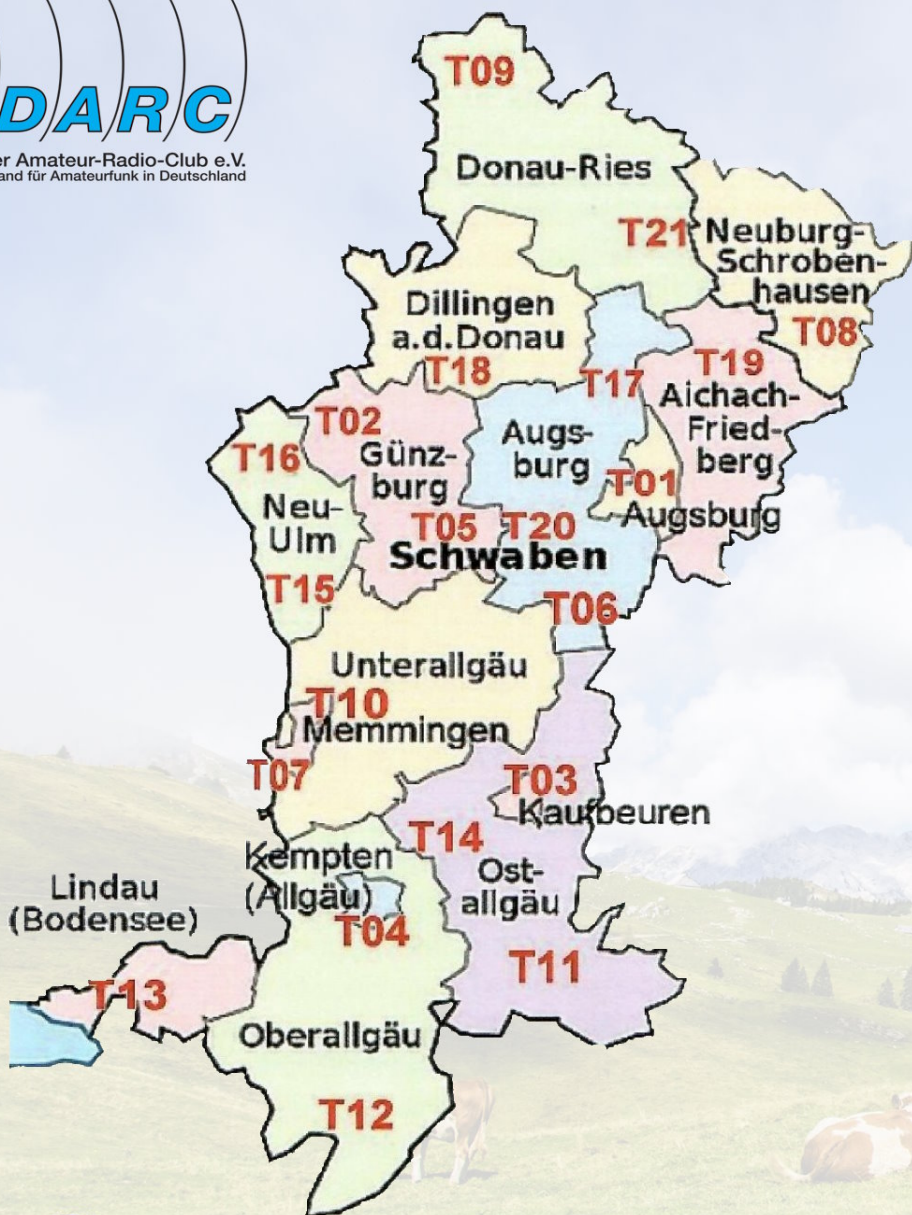 DARC
er Amateur-Radio-Club e.V.
and für Amateurfunk in Deutschland
T09
Donau-Ries
T21
Neuburg-
Schroben-
hausen
T08
Dillingen
a.d.Donau
T18
T17
T19
Aichach-
Fried-
berg
T02
Günz-
burg
T05
Augs-
burg
T01
Augsburg
T16
Neu-
Ulm
T15
T20
Schwaben
T06
Unterallgäu
T10
Memmingen
T07
T03
Kaufbeuren
T14
Ost-
allgäu
T11
Kempten
(Allgäu)
T04
Lindau
(Bodensee)
T13
Oberallgäu
T12